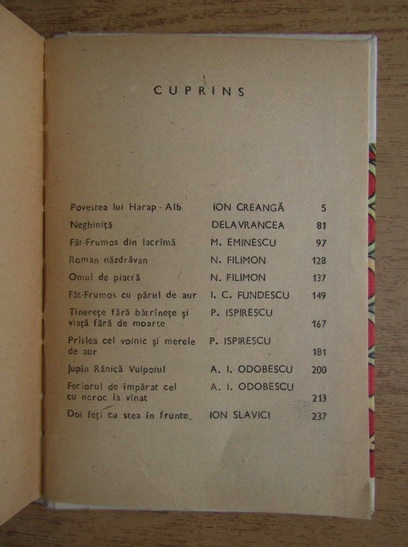 CUPRINS
Povestea lui Harap-Alb ION CREANGĂ 5
Neghiniță DELAVRANCEA 81
Făt-Frumos din lacrimă M. EMINESCU 97
Roman năzdrăvan N. FILIMON 128
Omul de piatră N. FILIMON 137
Făt-Frumos cu părul de aur I. C. FUNDESCU 149
Tinerețe fără bătrînețe și P. ISPIRESCU
viață fără de moarte 167
Prîslea cel voinic și merele P. ISPIRESCU
de aur 181
Jupîn Rănică Vulpoiul A. I. ODOBESCU 200
Feciorul de împărat cel A. I. ODOBESCU
cu noroc la vînat 213
Doi feți cu stea în frunte. ION SLAVICI 237